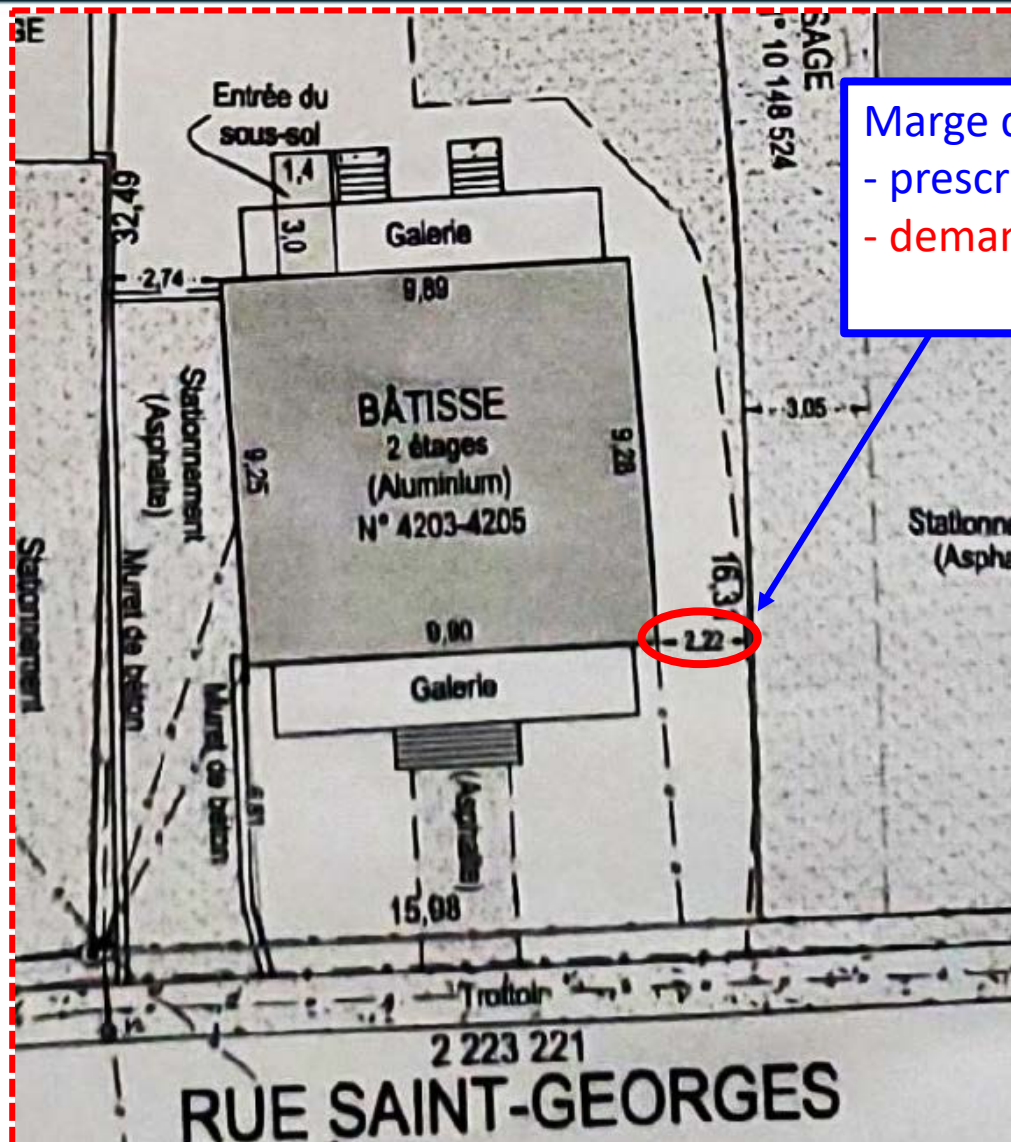 GE
SAGE
N° 10 148 524
Marge d
- prescr
- deman
Entrée du
sous-sol
1,4
3,0
Galerie
32,49
2,74
9,89
BÂTISSE
2 étages
(Aluminium)
N° 4203-4205
9,25
9,28
Stationnement
(Asphalte)
3,05
Stationne
(Aspha
16,3
Stationnement
Muret de béton
Muret de béton
9,90
2,22
Galerie
(Asphalte)
15,98
Trottoir
2 223 221
RUE SAINT-GEORGES